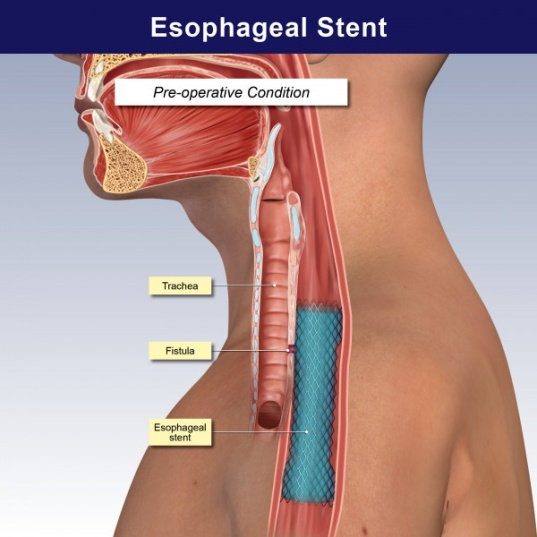 Esophageal Stent
Pre-operative Condition
Trachea
Fistula
Esophageal
stent